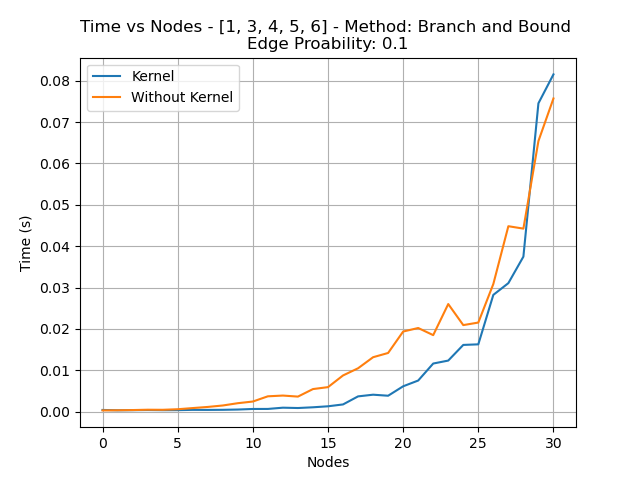 Time vs Nodes - [1, 3, 4, 5, 6] - Method: Branch and Bound
Edge Proability: 0.1
Kernel
Without Kernel
0.08
0.07
0.06
0.05
0.04
0.03
0.02
0.01
0.00
Time (s)
0 5 10 15 20 25 30
Nodes